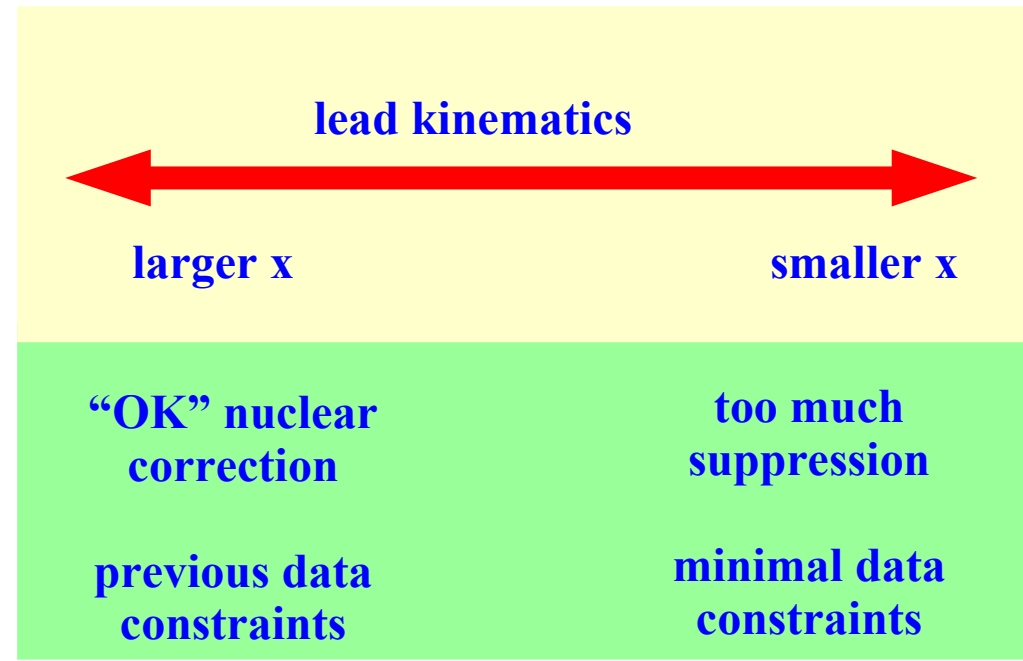 lead kinematics
larger x
smaller x
“OK” nuclear
correction
too much
suppression
previous data
constraints
minimal data
constraints